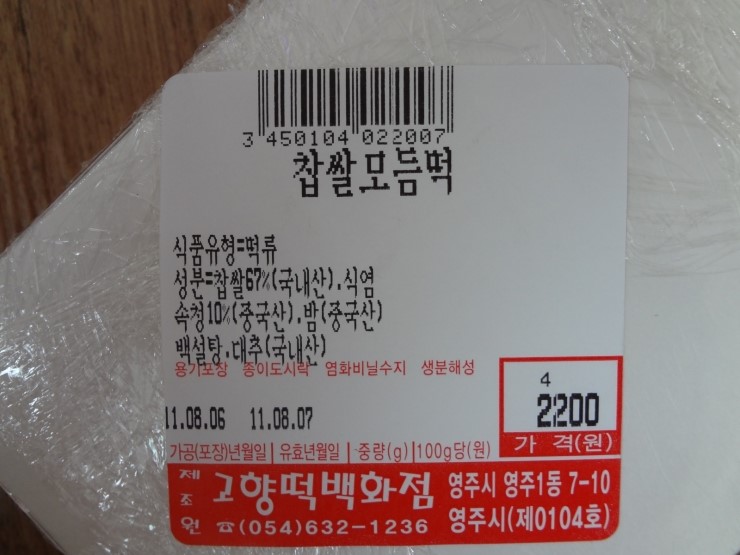 3 450104 022007
찹쌀모듬떡
식품유형=떡류
성분=찹쌀67%(국내산).식염
속청10%(중국산).밤(중국산)
백설탕.대추(국내산)
용기포장 종이도시락 염화비닐수지 생분해성
4
11.08.06 11.08.07 2200
가공(포장)년월일 유효년월일 중량(g) 100g당(원) 가 격(원)
제조원 고향떡백화점 영주시 영주1동 7-10
☎(054)632-1236 영주시(제0104호)